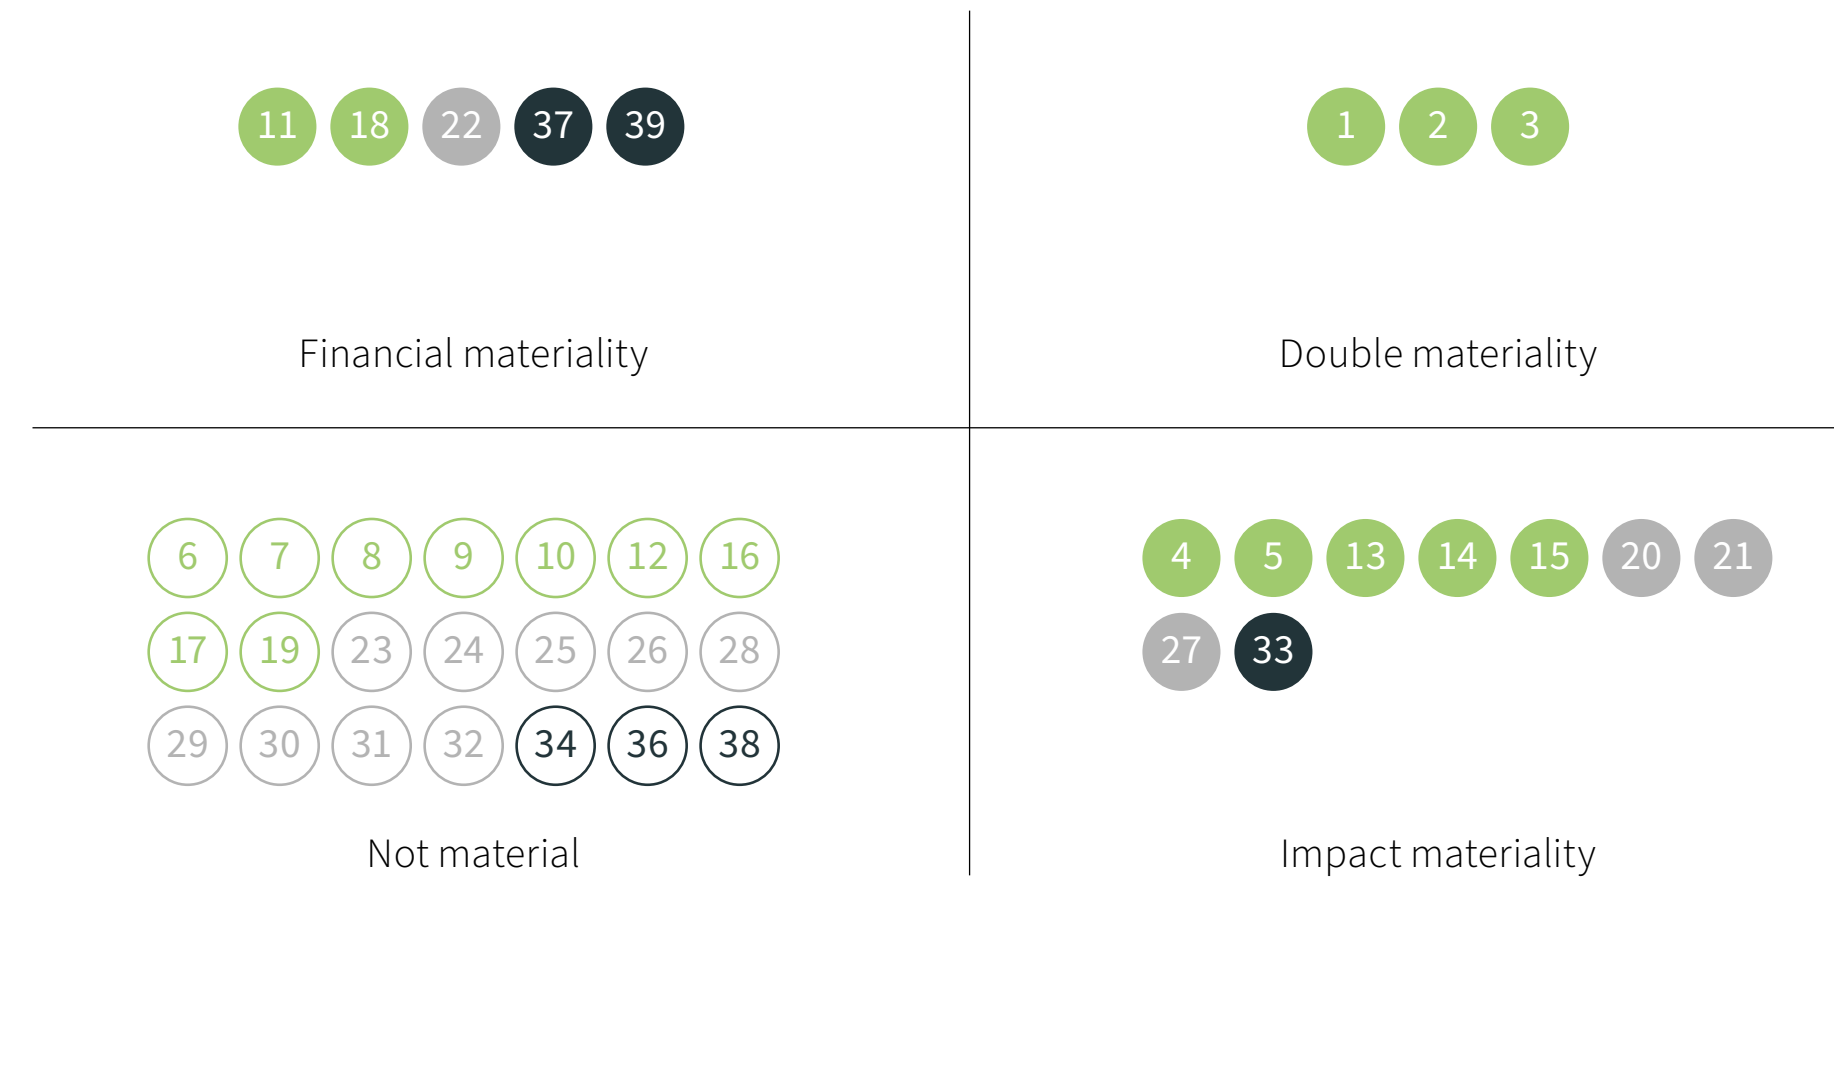 11 18 22 37 39
Financial materiality
1 2 3
Double materiality
6 7 8 9 10 12 16
17 19 23 24 25 26 28
29 30 31 32 34 36 38
Not material
4 5 13 14 15 20 21
27 33
Impact materiality